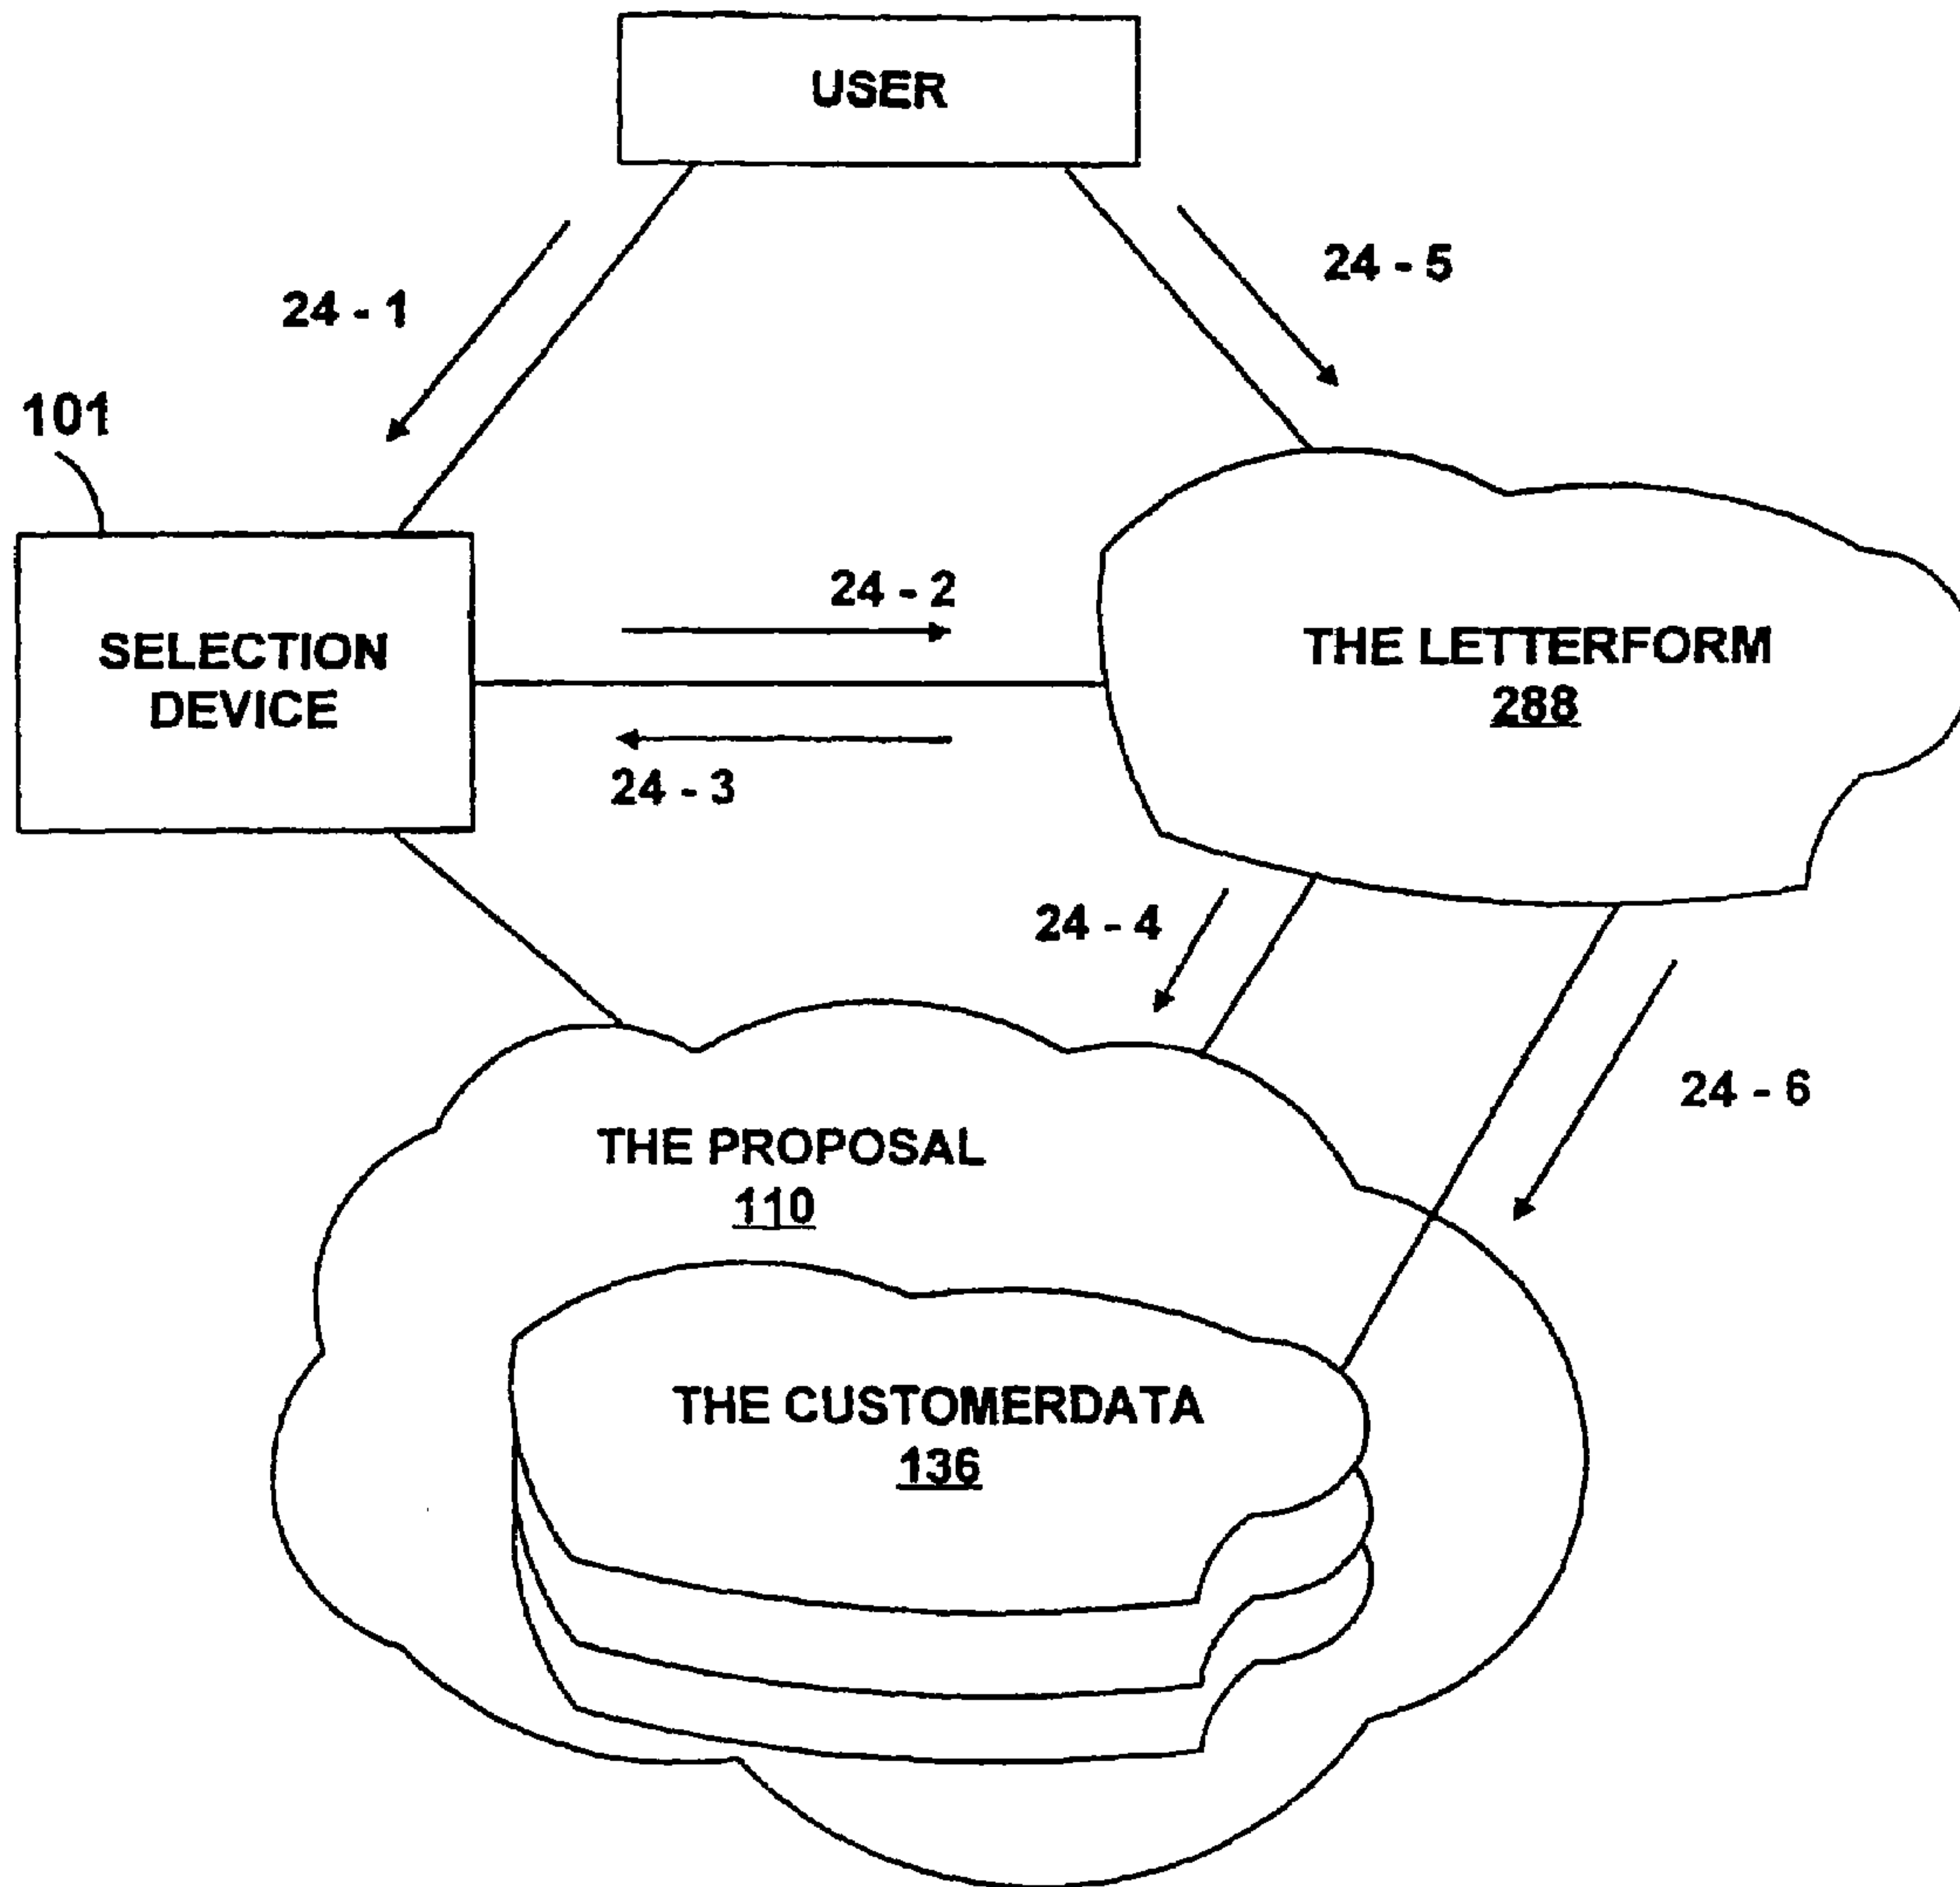 USER
24 - 1
24 - 5
101
24 - 2
SELECTION
DEVICE
THE LETTERFORM
288
24 - 3
24 - 4
24 - 6
THE PROPOSAL
110
THE CUSTOMERDATA
136